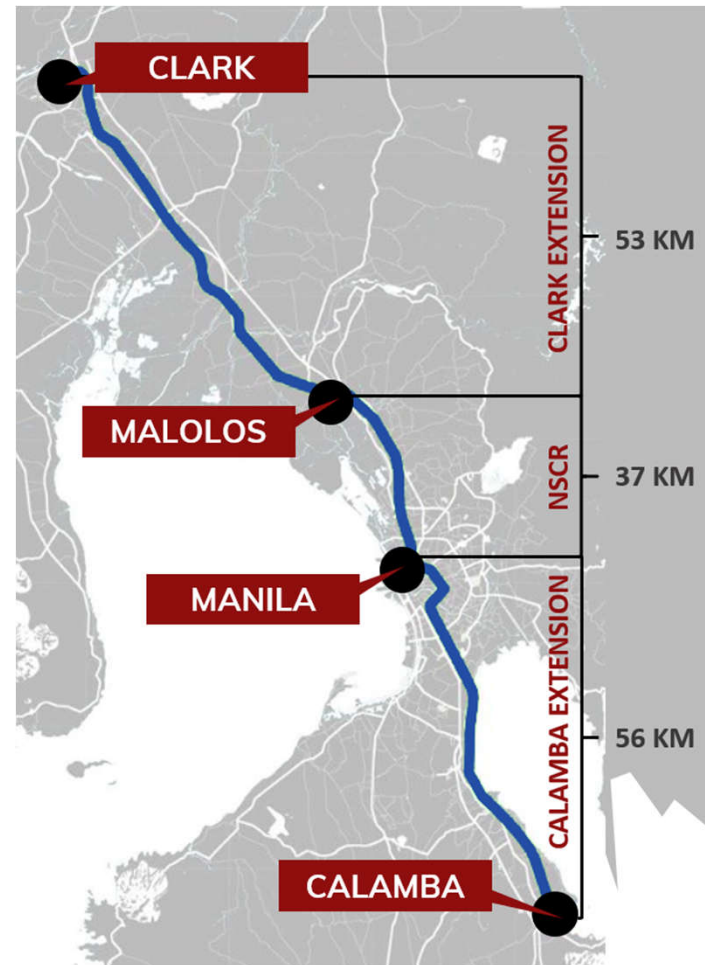 CLARK
CLARK EXTENSION
53 KM
MALOLOS
NSCR
37 KM
MANILA
CALAMBA EXTENSION
56 KM
CALAMBA